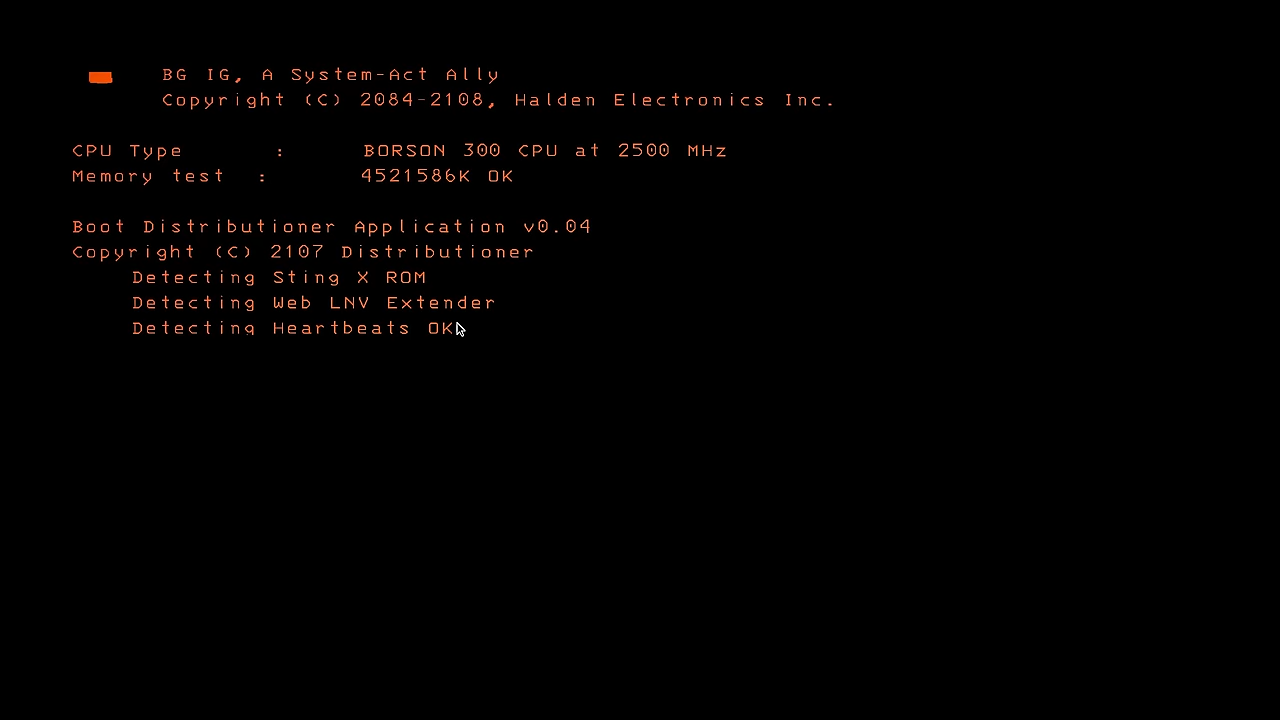 BG IG, A System-Act Ally
Copyright (C) 2084-2108, Halden Electronics Inc.
CPU Type : BORSON 300 CPU at 2500 MHz
Memory test : 4521586K OK
Boot Distributioner Application v0.04
Copyright (C) 2107 Distributioner
Detecting Sting X ROM
Detecting Web LNV Extender
Detecting Heartbeats OK